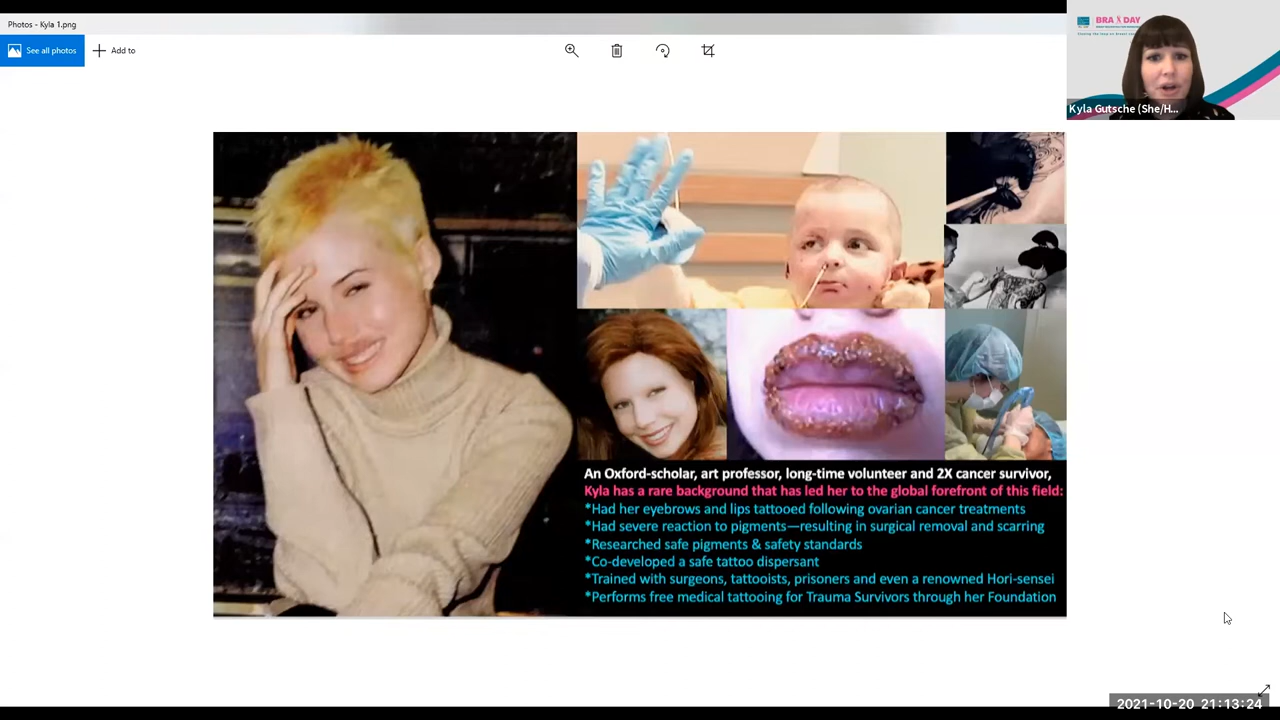 Photos - Kyla 1.png
See all photos
Add to
BRA DAY
Kyla Gutsche (She/H...
An Oxford-scholar, art professor, long-time volunteer and 2X cancer survivor,
Kyla has a rare background that has led her to the global forefront of this field:
*Had her eyebrows and lips tattooed following ovarian cancer treatments
*Had severe reaction to pigments—resulting in surgical removal and scarring
*Researched safe pigments & safety standards
*Co-developed a safe tattoo dispersant
*Trained with surgeons, tattooists, prisoners and even a renowned Hori-sensei
*Performs free medical tattooing for Trauma Survivors through her Foundation
2021-10-20 21:13:24